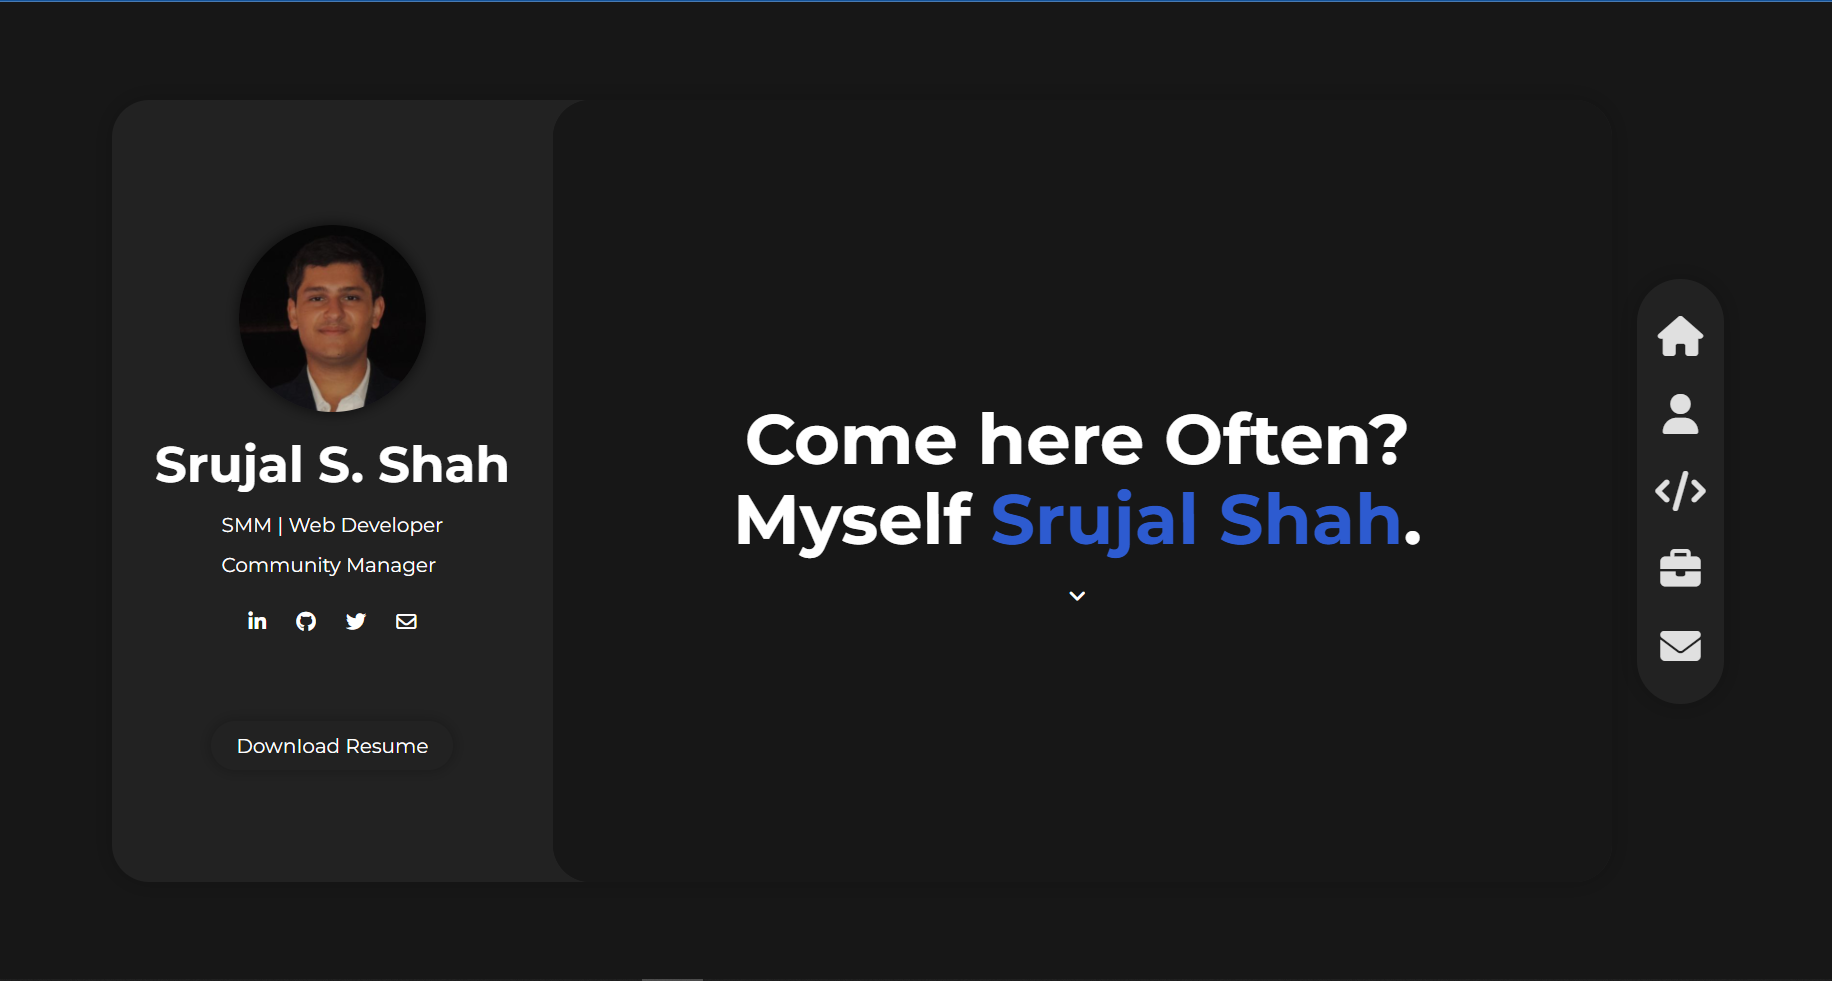 Srujal S. Shah
SMM | Web Developer
Community Manager
Download Resume
Come here Often?
Myself Srujal Shah.